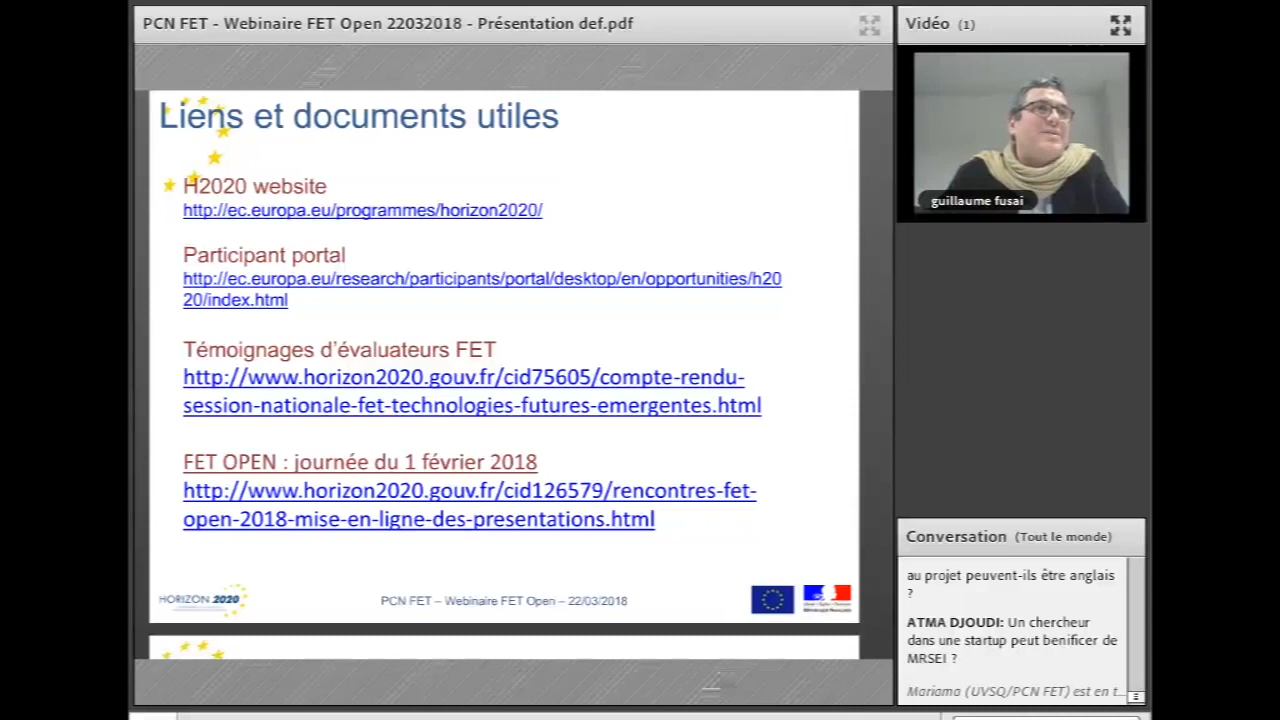 PCN FET - Webinaire FET Open 22032018 - Présentation def.pdf
Liens et documents utiles
H2020 website
http://ec.europa.eu/programmes/horizon2020/
Participant portal
http://ec.europa.eu/research/participants/portal/desktop/en/opportunities/h20
20/index.html
Témoignages d’évaluateurs FET
http://www.horizon2020.gouv.fr/cid75605/compte-rendu-
session-nationale-fet-technologies-futures-emergentes.html
FET OPEN : journée du 1 février 2018
http://www.horizon2020.gouv.fr/cid126579/rencontres-fet-
open-2018-mise-en-ligne-des-presentations.html
HORIZON 2020
PCN FET – Webinaire FET Open – 22/03/2018
Vidéo (1)
guillaume fusai
Conversation (Tout le monde)
au projet peuvent-ils être anglais
?
ATMA DJOUDI: Un chercheur
dans une startup peut benificer de
MRSEI ?
Mariama (UVSQ/PCN FET) est en t...